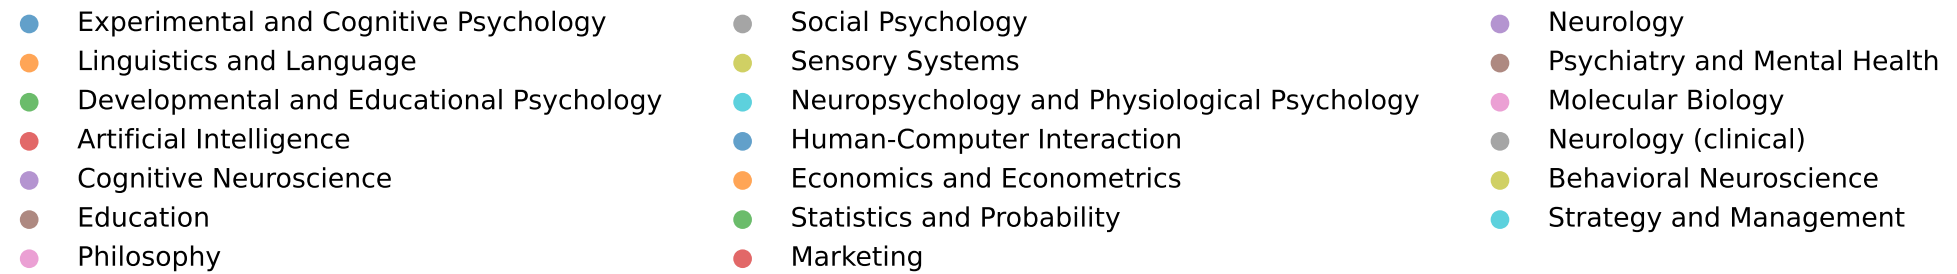 Experimental and Cognitive Psychology
Linguistics and Language
Developmental and Educational Psychology
Artificial Intelligence
Cognitive Neuroscience
Education
Philosophy
Social Psychology
Sensory Systems
Neuropsychology and Physiological Psychology
Human-Computer Interaction
Economics and Econometrics
Statistics and Probability
Marketing
Neurology
Psychiatry and Mental Health
Molecular Biology
Neurology (clinical)
Behavioral Neuroscience
Strategy and Management